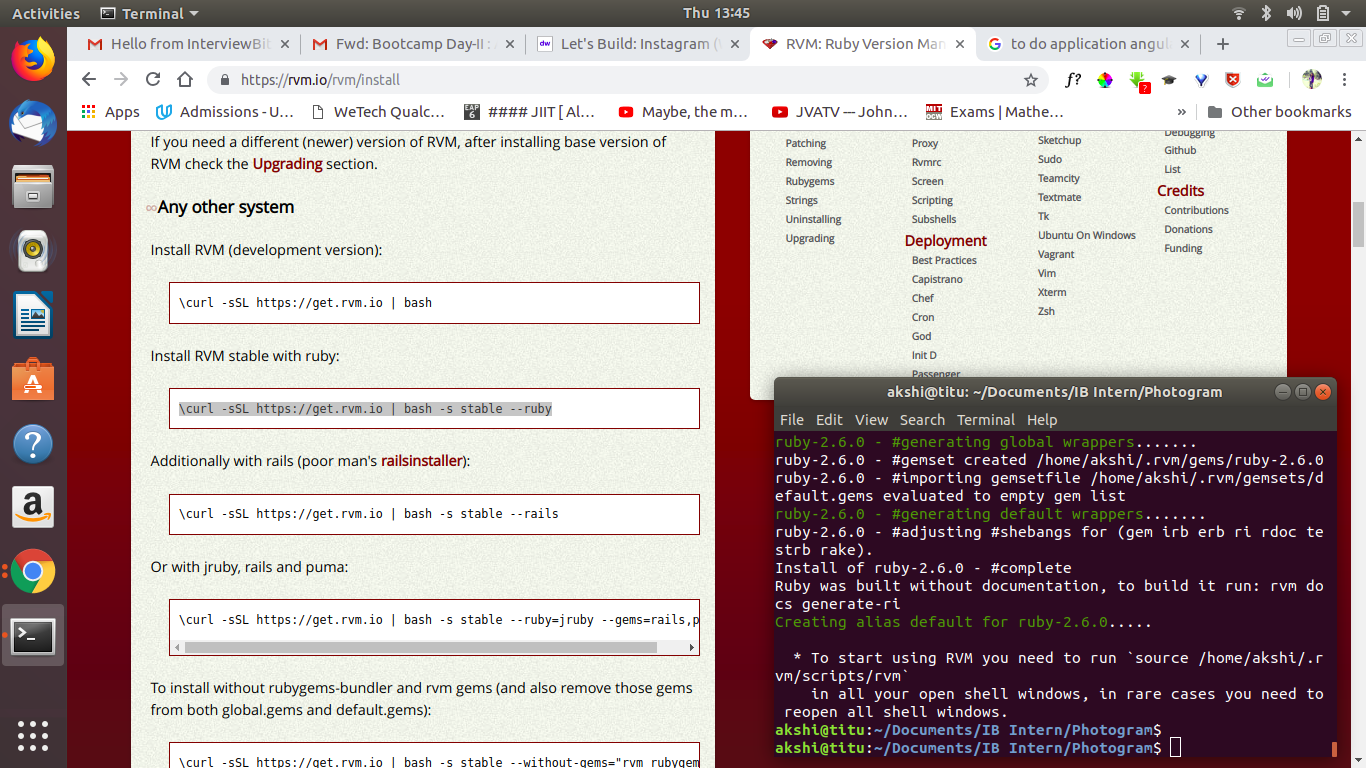 Activities
Terminal
Thu 13:45
Hello from InterviewBi
Fwd: Bootcamp Day-II :
Let's Build: Instagram (
RVM: Ruby Version Man
to do application angul
https://rvm.io/rvm/install
f?
?
Apps
Admissions - U…
WeTech Qualc…
#### JIIT [ Al…
Maybe, the m…
JVATV --- John…
Exams | Mathe…
»
Other bookmarks
If you need a different (newer) version of RVM, after installing base version of
RVM check the Upgrading section.
∞Any other system
Install RVM (development version):
\curl -sSL https://get.rvm.io | bash
Install RVM stable with ruby:
\curl -sSL https://get.rvm.io | bash -s stable --ruby
Additionally with rails (poor man's railsinstaller):
\curl -sSL https://get.rvm.io | bash -s stable --rails
Or with jruby, rails and puma:
\curl -sSL https://get.rvm.io | bash -s stable --ruby=jruby --gems=rails,p
To install without rubygems-bundler and rvm gems (and also remove those gems
from both global.gems and default.gems):
\curl -sSL https://get.rvm.io | bash -s stable --without-gems="rvm rubygem
Patching
Removing
Rubygems
Strings
Uninstalling
Upgrading
Proxy
Rvmrc
Screen
Scripting
Subshells
Deployment
Best Practices
Capistrano
Chef
Cron
God
Init D
Passenger
Sketchup
Sudo
Teamcity
Textmate
Tk
Ubuntu On Windows
Vagrant
Vim
Xterm
Zsh
Debugging
Github
List
Credits
Contributions
Donations
Funding
akshi@titu: ~/Documents/IB Intern/Photogram
File Edit View Search Terminal Help
ruby-2.6.0 - #generating global wrappers.......
ruby-2.6.0 - #gemset created /home/akshi/.rvm/gems/ruby-2.6.0
ruby-2.6.0 - #importing gemsetfile /home/akshi/.rvm/gemsets/d
efault.gems evaluated to empty gem list
ruby-2.6.0 - #generating default wrappers.......
ruby-2.6.0 - #adjusting #shebangs for (gem irb erb ri rdoc te
strb rake).
Install of ruby-2.6.0 - #complete
Ruby was built without documentation, to build it run: rvm do
cs generate-ri
Creating alias default for ruby-2.6.0.....
* To start using RVM you need to run `source /home/akshi/.r
vm/scripts/rvm`
in all your open shell windows, in rare cases you need to
reopen all shell windows.
akshi@titu:~/Documents/IB Intern/Photogram$
akshi@titu:~/Documents/IB Intern/Photogram$